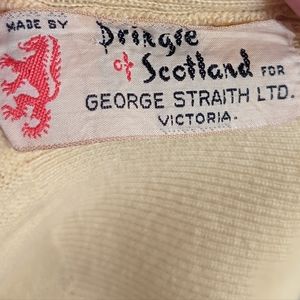 MADE BY
Pringle
of Scotland FOR
GEORGE STRAITH LTD.
VICTORIA.